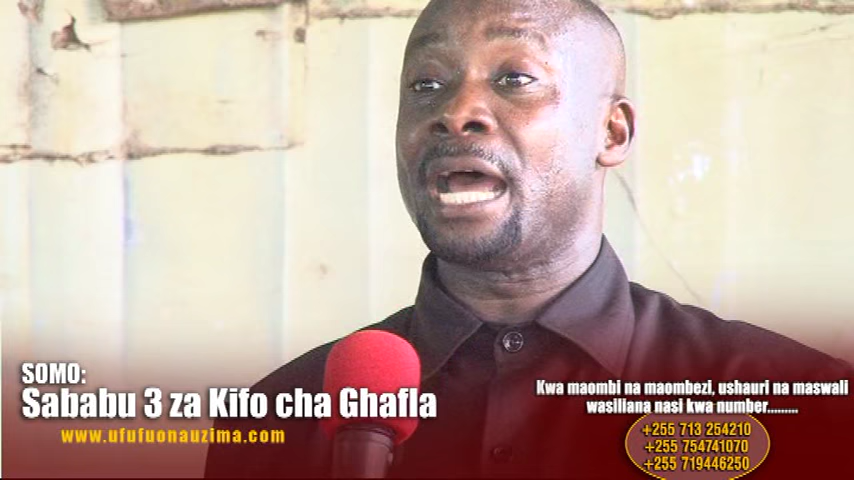 SOMO:
Sababu 3 za Kifo cha Ghafla
www.ufufuonauzima.com
Kwa maombi na maombezi, ushauri na maswali
wasiliana nasi kwa number.........
+255 713 254210
+255 754741070
+255 719446250